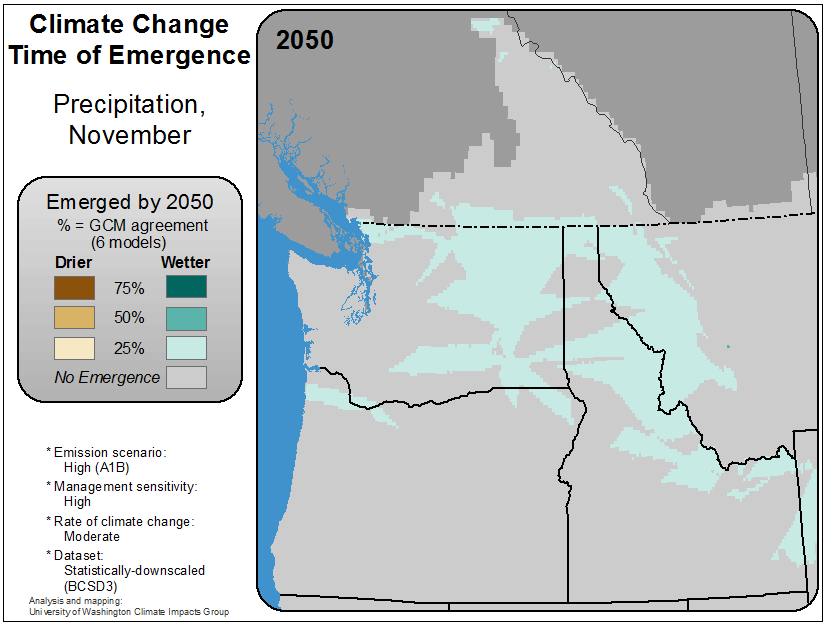 Climate Change
Time of Emergence
Precipitation,
November
2050
Emerged by 2050
% = GCM agreement
(6 models)
Drier Wetter
75%
50%
25%
No Emergence
* Emission scenario:
High (A1B)
* Management sensitivity:
High
* Rate of climate change:
Moderate
* Dataset:
Statistically-downscaled
(BCSD3)
Analysis and mapping:
University of Washington Climate Impacts Group